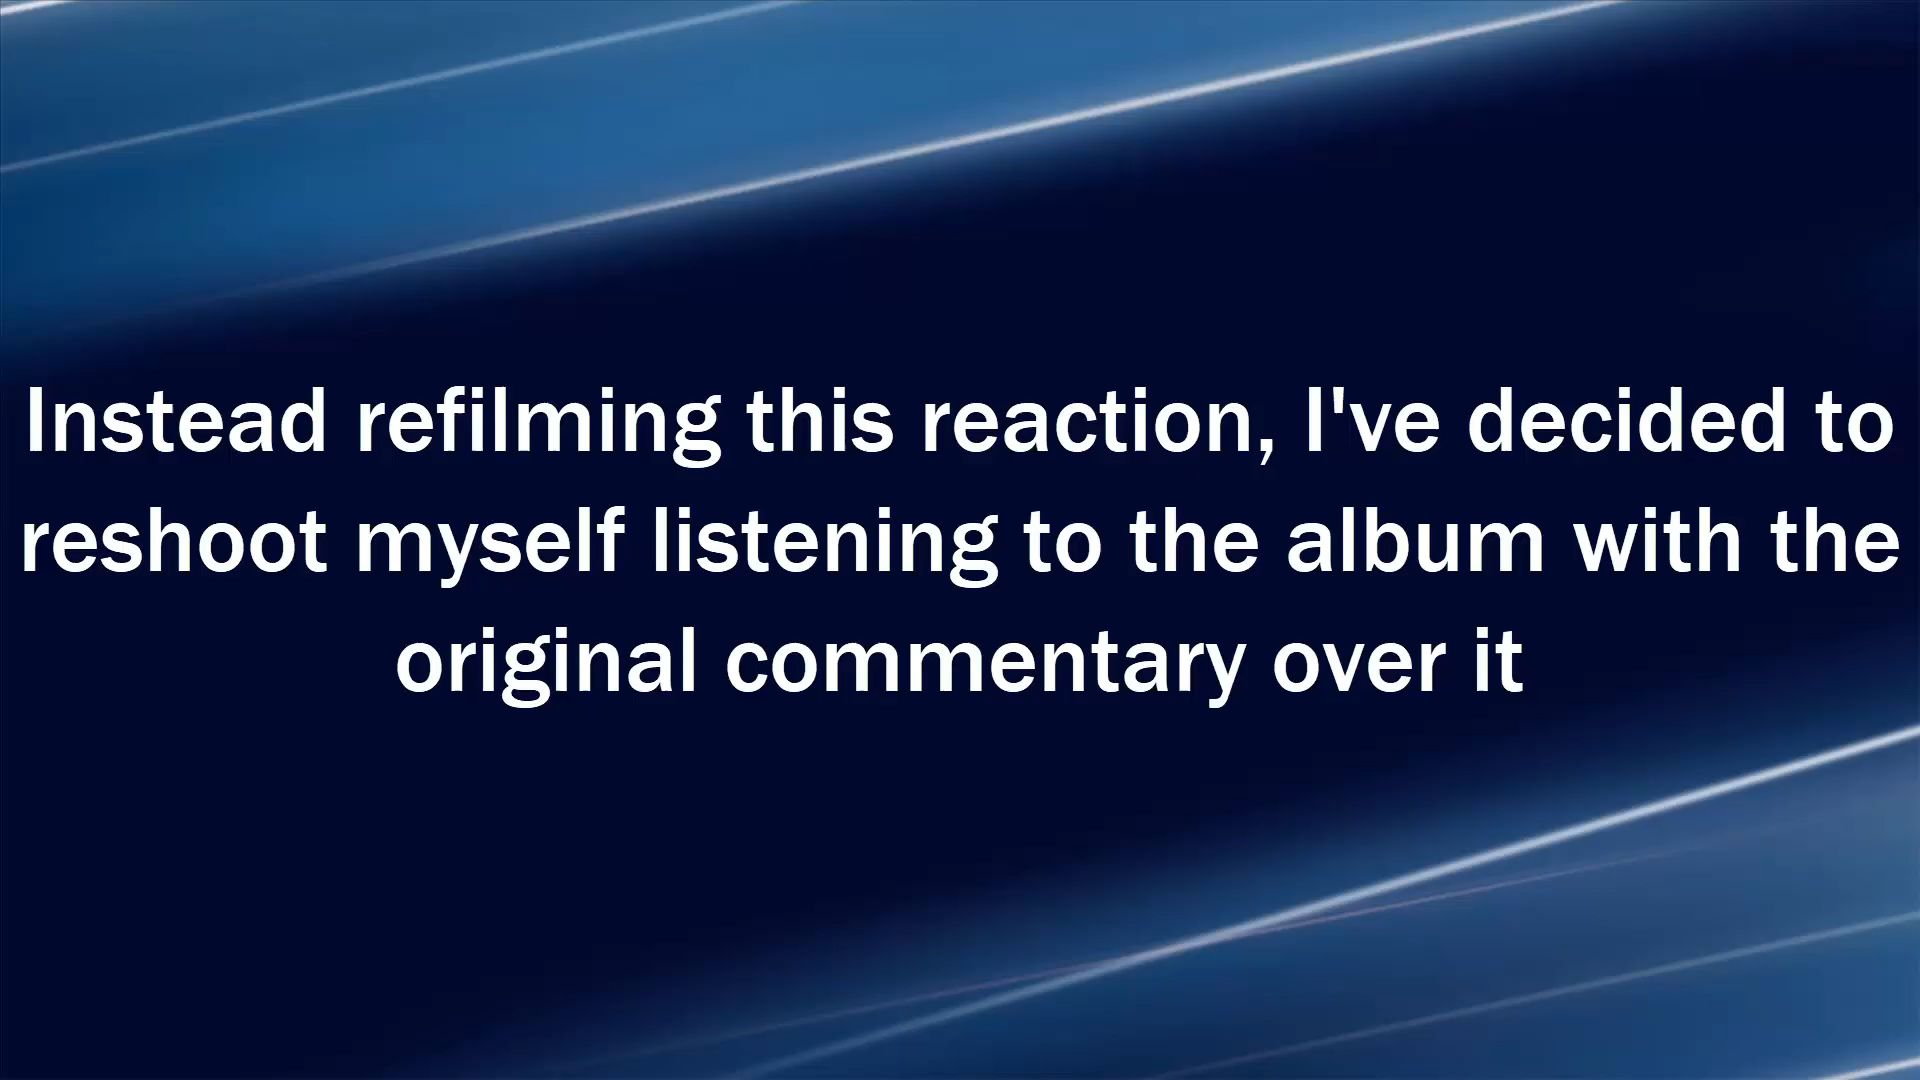 Instead refilming this reaction, I've decided to
reshoot myself listening to the album with the
original commentary over it